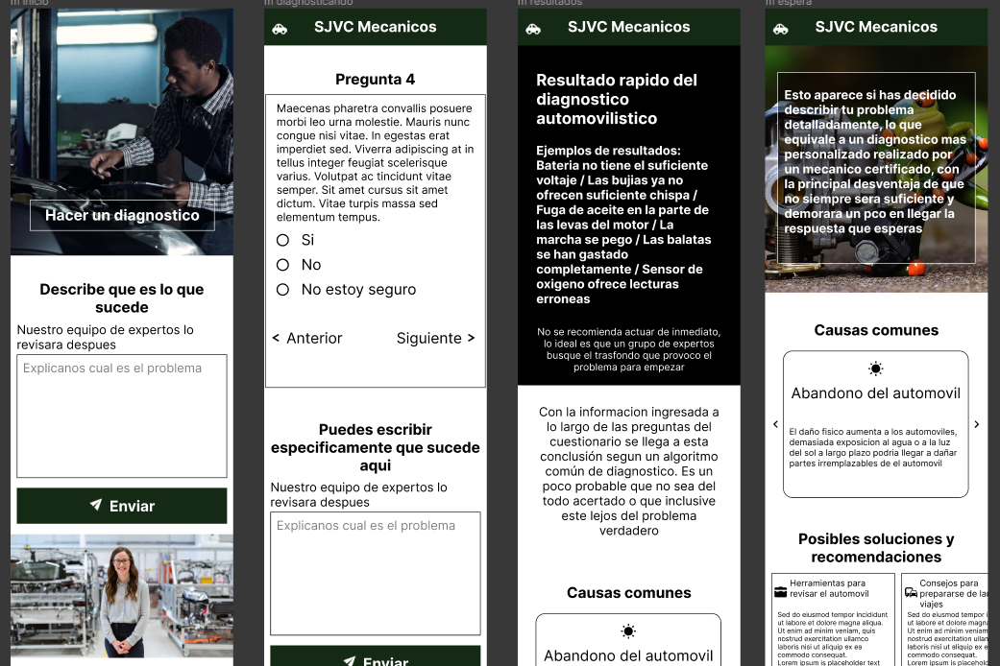 m inicio
Hacer un diagnostico
Describe que es lo que
sucede
Nuestro equipo de expertos lo
revisara despues
Explicanos cual es el problema
Enviar
m diagnosticando
SJVC Mecanicos
Pregunta 4
Maecenas pharetra convallis posuere
morbi leo urna molestie. Mauris nunc
congue nisi vitae. In egestas erat
imperdiet sed. Viverra adipiscing at in
tellus integer feugiat scelerisque
varius. Volutpat ac tincidunt vitae
semper. Sit amet cursus sit amet
dictum. Vitae turpis massa sed
elementum tempus.
Si
No
No estoy seguro
< Anterior
Siguiente >
Puedes escribir
especificamente que sucede
aqui
Nuestro equipo de expertos lo
revisara despues
Explicanos cual es el problema
Enviar
m resultados
SJVC Mecanicos
Resultado rapido del
diagnostico
automovilistico
Ejemplos de resultados:
Bateria no tiene el suficiente
voltaje / Las bujias ya no
ofrecen suficiente chispa /
Fuga de aceite en la parte de
las levas del motor / La
marcha se pego / Las balatas
se han gastado
completamente / Sensor de
oxigeno ofrece lecturas
erroneas
No se recomienda actuar de inmediato,
lo ideal es que un grupo de expertos
busque el trasfondo que provoco el
problema para empezar
Con la informacion ingresada a
lo largo de las preguntas del
cuestionario se llega a esta
conclusión segun un algoritmo
común de diagnostico. Es un
poco probable que no sea del
todo acertado o que inclusive
este lejos del problema
verdadero
Causas comunes
Abandono del automovil
m espera
SJVC Mecanicos
Esto aparece si has decidido
describir tu problema
detalladamente, lo que
equivale a un diagnostico mas
personalizado realizado por
un mecanico certificado, con
la principal desventaja de que
no siempre sera suficiente y
demorara un pco en llegar la
respuesta que esperas
Causas comunes
Abandono del automovil
El daño fisico aumenta a los automoviles,
demasiada exposicion al agua o a la luz
del sol a largo plazo podria llegar a dañar
partes irremplazables de el automovil
Posibles soluciones y
recomendaciones
Herramientas para
revisar el automovil
Sed do eiusmod tempor incididunt
ut labore et dolore magna aliqua.
Ut enim ad minim veniam, quis
nostrud exercitation ullamco
laboris nisi ut aliquip ex ea
commodo consequat.
Lorem ipsum is placeholder text
Consejos para
prepararse de lar
viajes
Sed do eiusmod tempor i
ut labore et dolore magna
Ut enim ad minim veniam
nostrud exercitation ullam
laboris nisi ut aliquip ex
commodo consequat.
Lorem ipsum is placehold